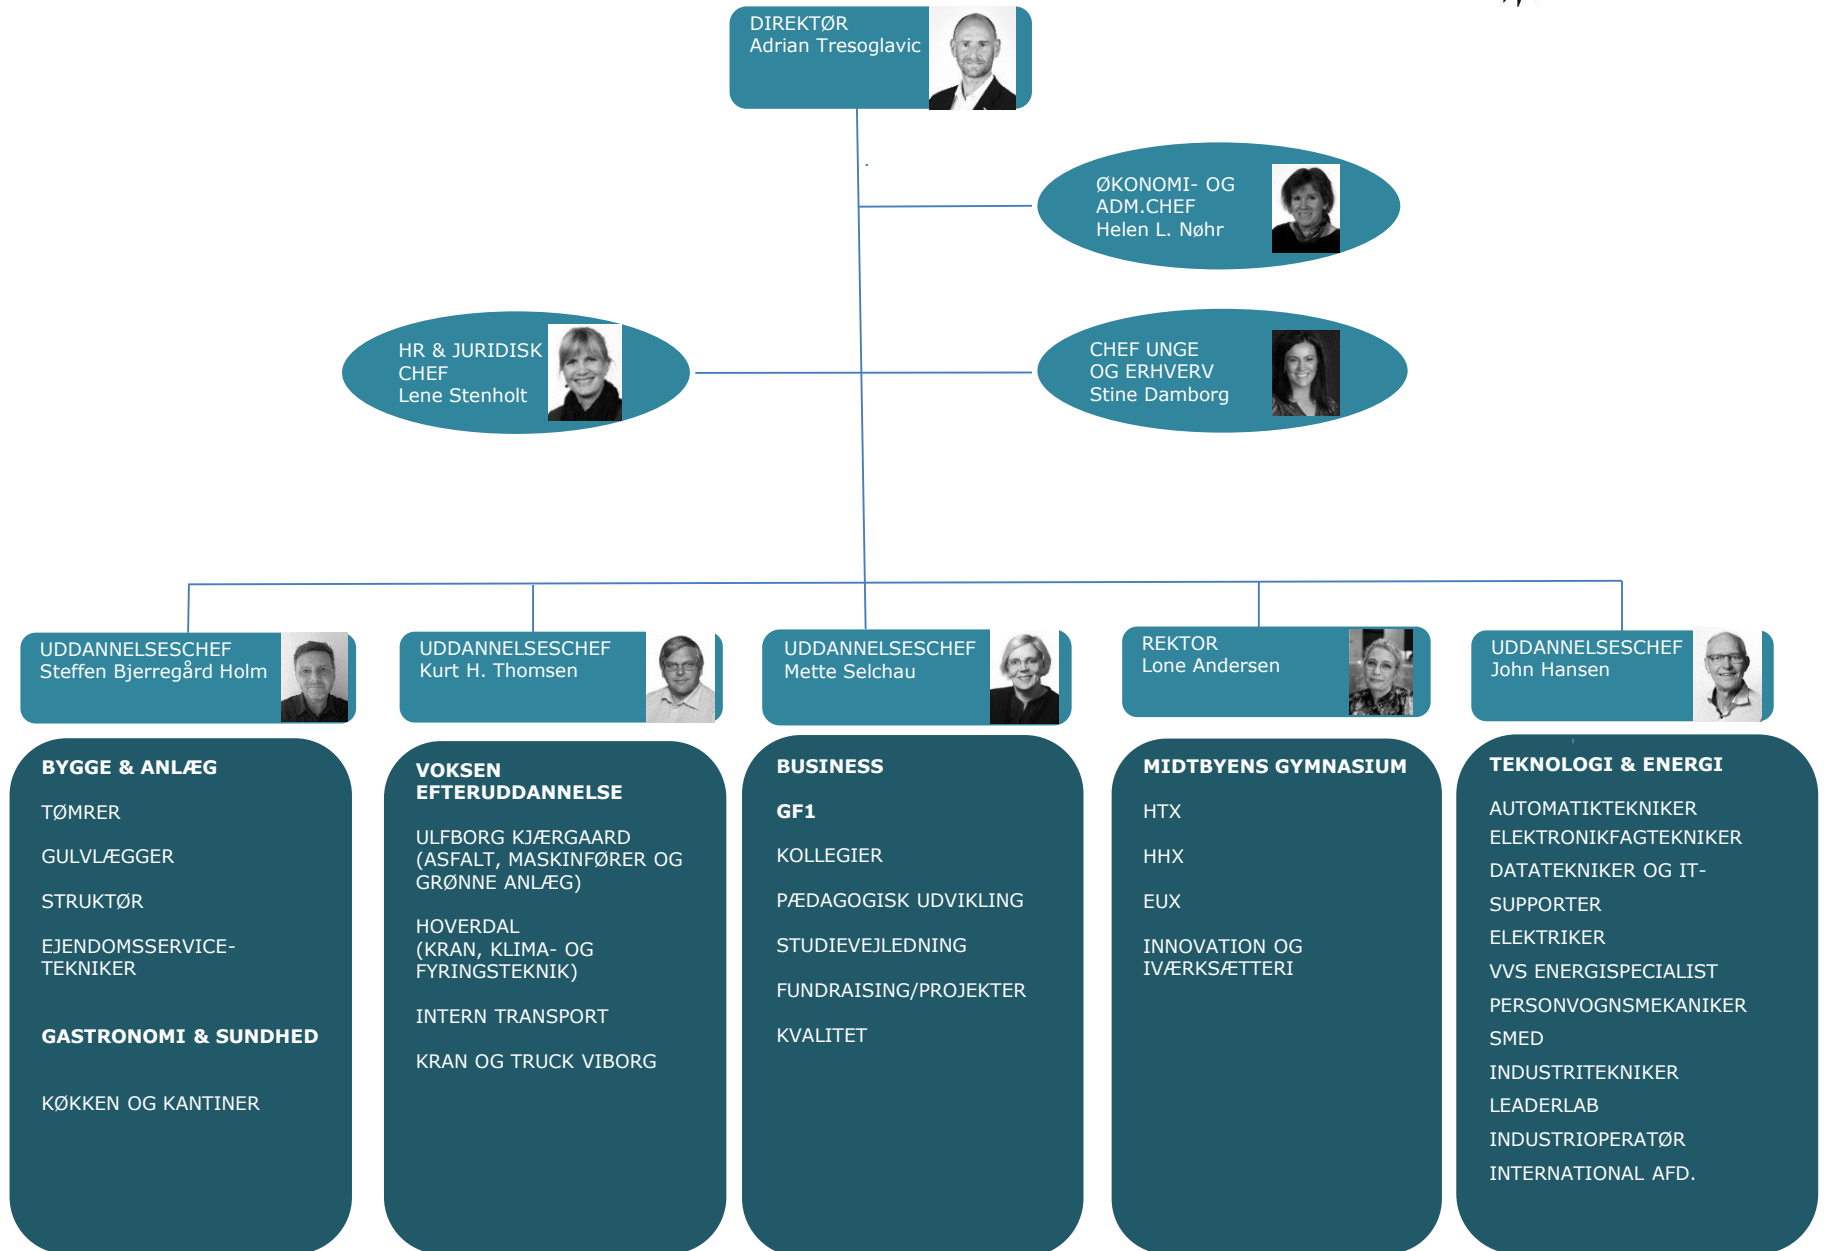 DIREKTØR
Adrian Tresoglavic
ØKONOMI- OG
ADM.CHEF
Helen L. Nøhr
HR & JURIDISK
CHEF
Lene Stenholt
CHEF UNGE
OG ERHVERV
Stine Damborg
UDDANNELSESCHEF
Steffen Bjerregård Holm
UDDANNELSESCHEF
Kurt H. Thomsen
UDDANNELSESCHEF
Mette Selchau
REKTOR
Lone Andersen
UDDANNELSESCHEF
John Hansen
BYGGE & ANLÆG
TØMRER
GULVLÆGGER
STRUKTØR
EJENDOMSSERVICE-
TEKNIKER
GASTRONOMI & SUNDHED
KØKKEN OG KANTINER
VOKSEN
EFTERUDDANNELSE
ULFBORG KJÆRGAARD
(ASFALT, MASKINFØRER OG
GRØNNE ANLÆG)
HOVERDAL
(KRAN, KLIMA- OG
FYRINGSTEKNIK)
INTERN TRANSPORT
KRAN OG TRUCK VIBORG
BUSINESS
GF1
KOLLEGIER
PÆDAGOGISK UDVIKLING
STUDIEVEJLEDNING
FUNDRAISING/PROJEKTER
KVALITET
MIDTBYENS GYMNASIUM
HTX
HHX
EUX
INNOVATION OG
IVÆRKSÆTTERI
TEKNOLOGI & ENERGI
AUTOMATIKTEKNIKER
ELEKTRONIKFAGTEKNIKER
DATATEKNIKER OG IT-
SUPPORTER
ELEKTRIKER
VVS ENERGISPECIALIST
PERSONVOGNSMEKANIKER
SMED
INDUSTRITEKNIKER
LEADERLAB
INDUSTRIOPERATØR
INTERNATIONAL AFD.